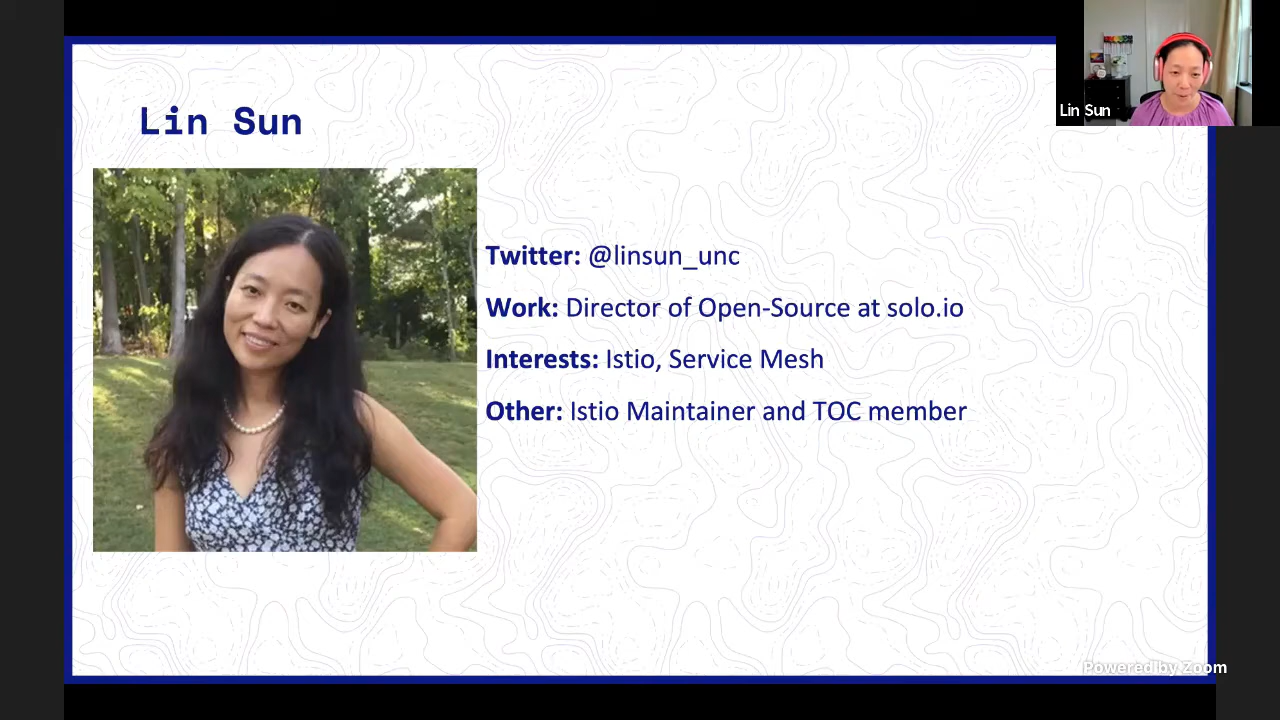 Lin Sun
Lin Sun
Twitter: @linsun_unc
Work: Director of Open-Source at solo.io
Interests: Istio, Service Mesh
Other: Istio Maintainer and TOC member
Powered by Zoom